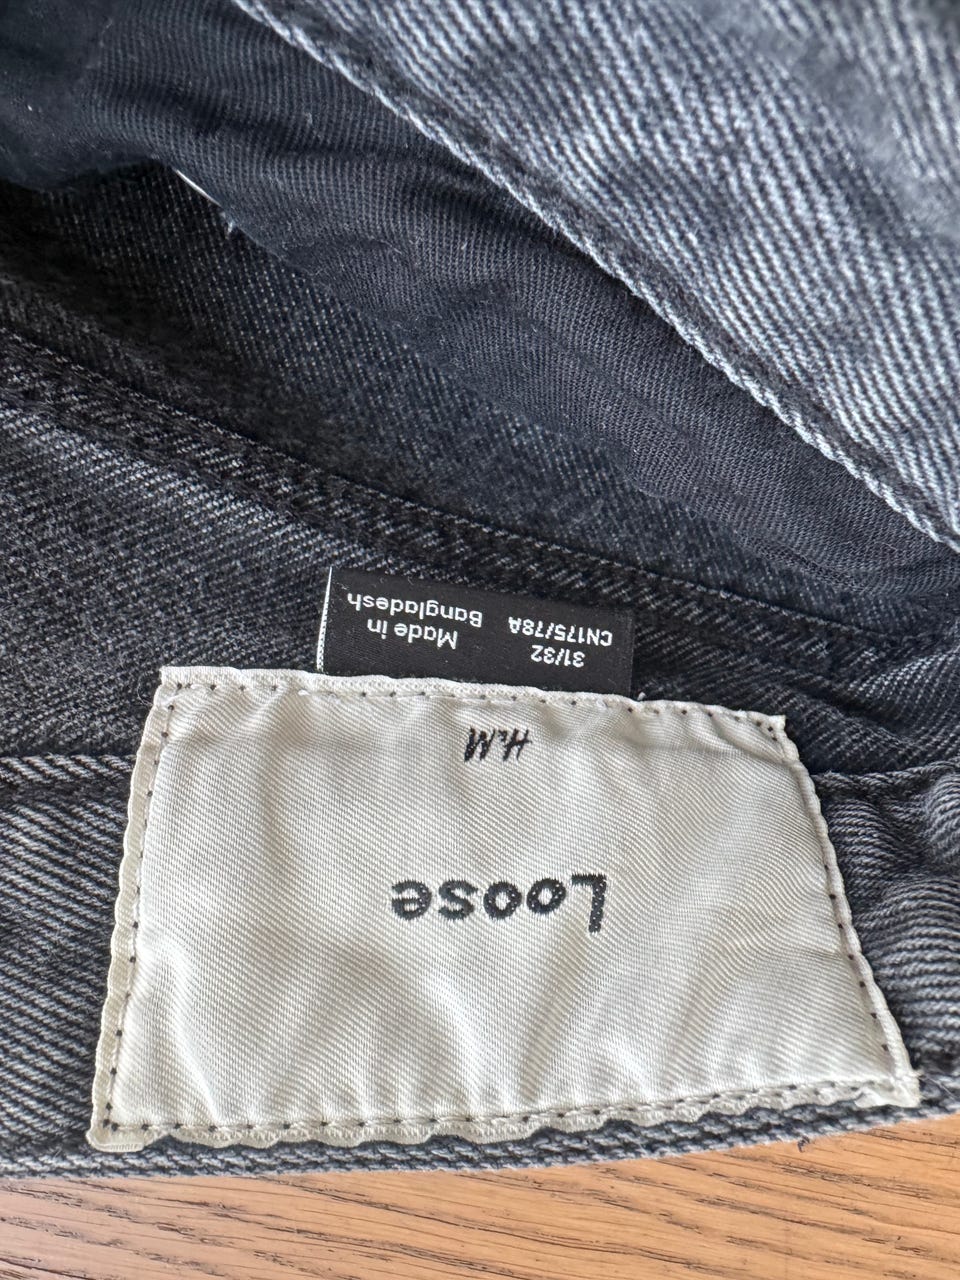 H&M
Loose
31/32
CN175/78A
Made in
Bangladesh